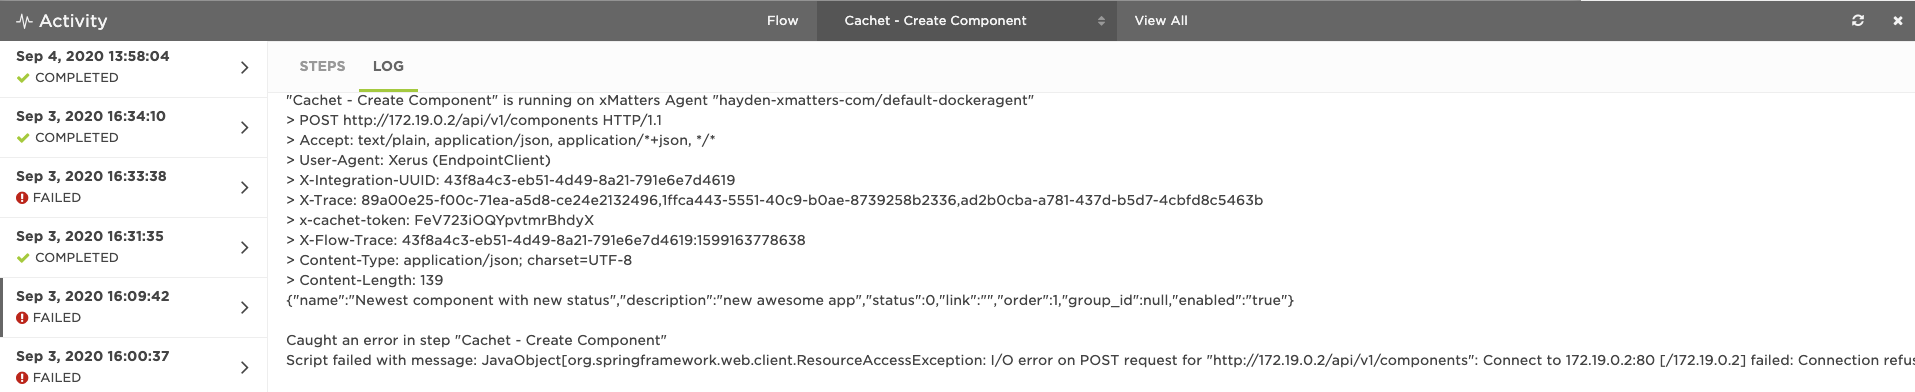 Activity
Flow
Cachet - Create Component
View All
Sep 4, 2020 13:58:04
COMPLETED
Sep 3, 2020 16:34:10
COMPLETED
Sep 3, 2020 16:33:38
FAILED
Sep 3, 2020 16:31:35
COMPLETED
Sep 3, 2020 16:09:42
FAILED
Sep 3, 2020 16:00:37
FAILED
STEPS
LOG
"Cachet - Create Component" is running on xMatters Agent "hayden-xmatters-com/default-dockeragent"
> POST http://172.19.0.2/api/v1/components HTTP/1.1
> Accept: text/plain, application/json, application/*+json, */*
> User-Agent: Xerus (EndpointClient)
> X-Integration-UUID: 43f8a4c3-eb51-4d49-8a21-791e6e7d4619
> X-Trace: 89a00e25-f00c-71ea-a5d8-ce24e2132496,1ffca443-5551-40c9-b0ae-8739258b2336,ad2b0cba-a781-437d-b5d7-4cbfd8c5463b
> x-cachet-token: FeV723iOQYpvtmrBhdyX
> X-Flow-Trace: 43f8a4c3-eb51-4d49-8a21-791e6e7d4619:1599163778638
> Content-Type: application/json; charset=UTF-8
> Content-Length: 139
{"name":"Newest component with new status","description":"new awesome app","status":0,"link":"","order":1,"group_id":null,"enabled":"true"}
Caught an error in step "Cachet - Create Component"
Script failed with message: JavaObject[org.springframework.web.client.ResourceAccessException: I/O error on POST request for "http://172.19.0.2/api/v1/components": Connect to 172.19.0.2:80 [/172.19.0.2] failed: Connection refus